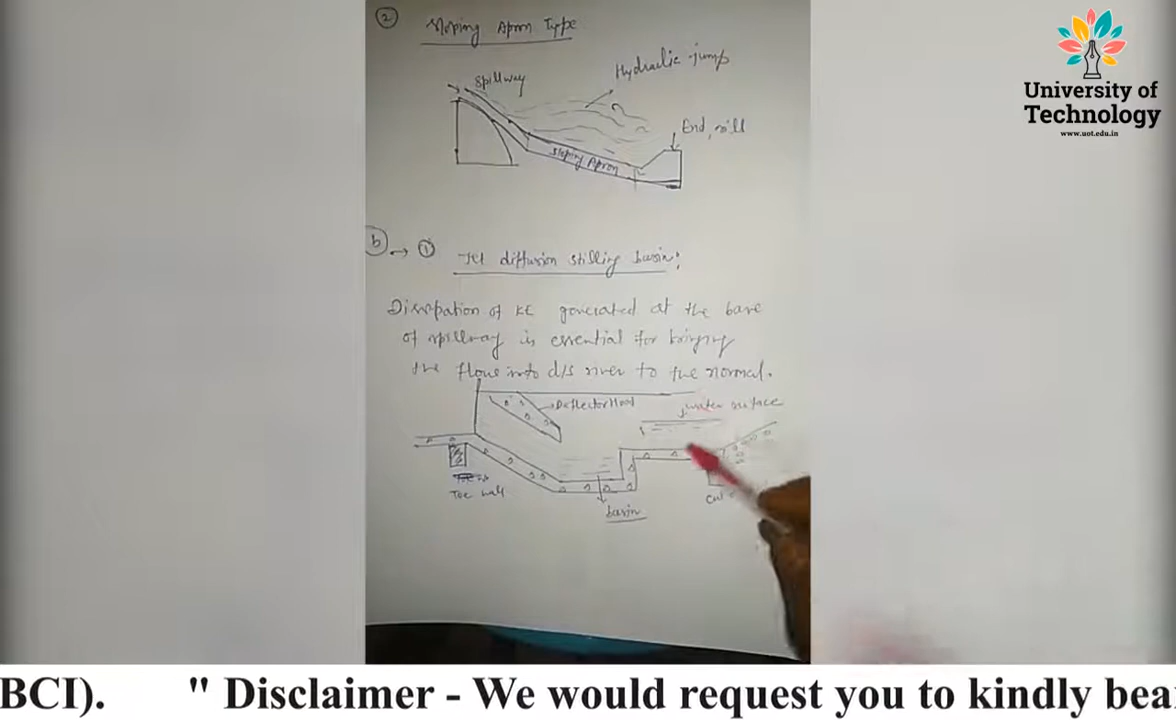 ② Sloping Apron Type
Spillway
Hydraulic jump
End, sill
Sloping Apron
ⓑ → ① Jet diffusion stilling basin:
Dissipation of KE generated at the base
of spillway is essential for bringing
the flow into d/s river to the normal.
Deflector Hood
water surface
Toe wall
basin
University of
Technology
www.uot.edu.in
BCI). " Disclaimer - We would request you to kindly bea